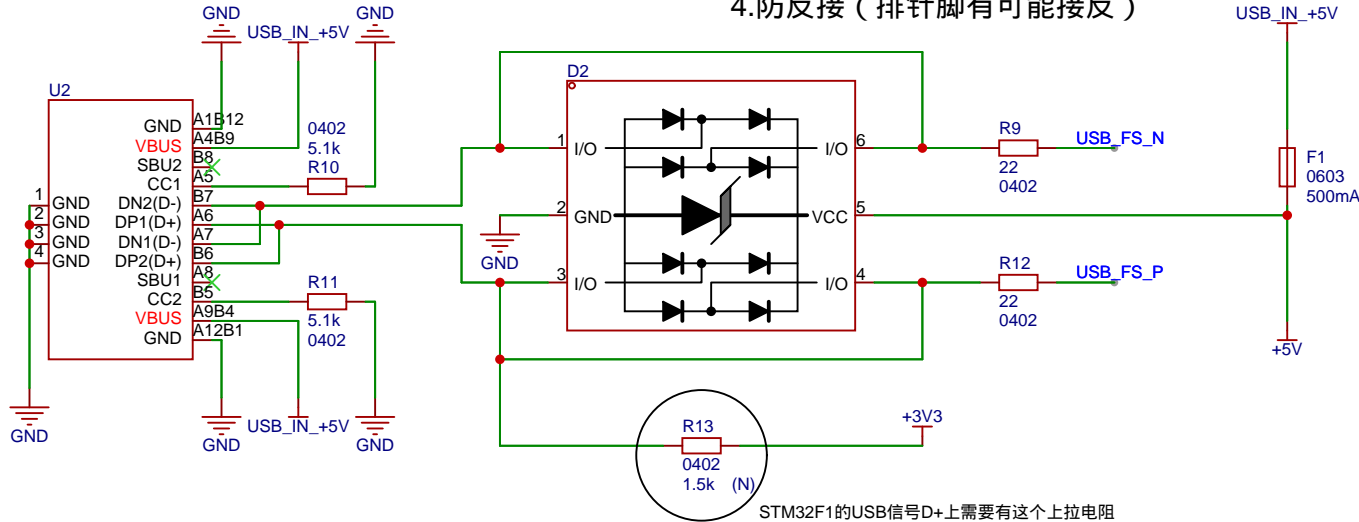 4.防反接（排针脚有可能接反）
GND
USB_IN_+5V
GND
USB_IN_+5V
U2
D2
A1B12
GND
A4B9
VBUS
B8
SBU2
A5
CC1
B7
DN2(D-)
A6
DP1(D+)
A7
DN1(D-)
B6
DP2(D+)
A8
SBU1
B5
CC2
A9B4
VBUS
A12B1
GND
1
GND
2
GND
3
GND
4
GND
GND
0402
5.1k
R10
R11
5.1k
0402
GND
USB_IN_+5V
GND
1
I/O
2
GND
3
I/O
6
I/O
5
VCC
4
I/O
GND
R9
22
0402
USB_FS_N
R12
22
0402
USB_FS_P
F1
0603
500mA
+5V
R13
0402
1.5k (N)
+3V3
STM32F1的USB信号D+上需要有这个上拉电阻